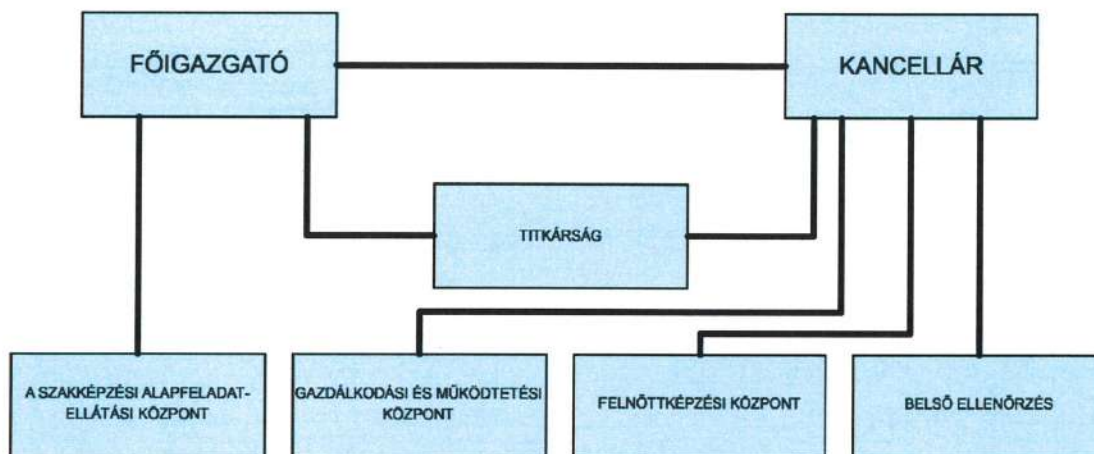 FŐIGAZGATÓ
KANCELLÁR
TITKÁRSÁG
A SZAKKÉPZÉSI ALAPFELADAT-
ELLÁTÁSI KÖZPONT
GAZDÁLKODÁSI ÉS MŰKÖDTETÉSI
KÖZPONT
FELNŐTTKÉPZÉSI KÖZPONT
BELSŐ ELLENŐRZÉS